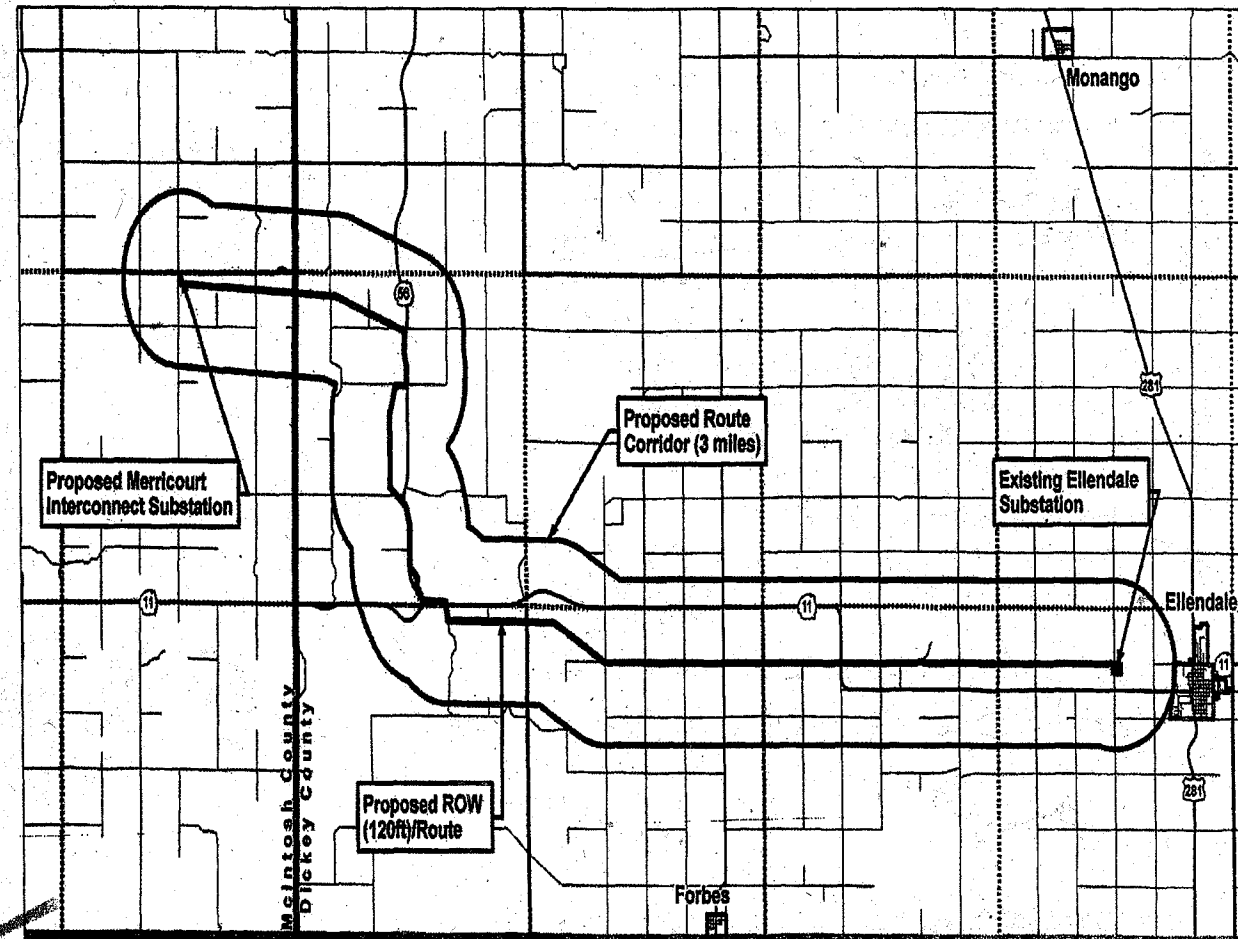 Monango
56
281
Proposed Route
Corridor (3 miles)
Proposed Merricourt
Interconnect Substation
Existing Ellendale
Substation
11
11
Ellendale
11
McIntosh County
Dickey County
Proposed ROW
(120ft)/Route
281
Forbes